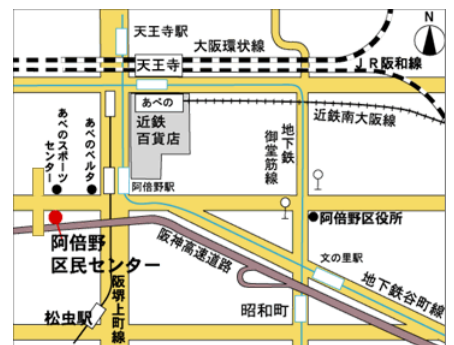 天王寺駅
大阪環状線
N
天王寺
JR阪和線
あべの
近鉄
百貨店
近鉄南大阪線
地下鉄
御堂筋線
あべのスポーツ
センター
あべのベルタ
阿倍野駅
阿倍野区役所
阿倍野
区民センター
阪神高速道路
文の里駅
地下鉄谷町線
松虫駅
阪堺上町線
昭和町